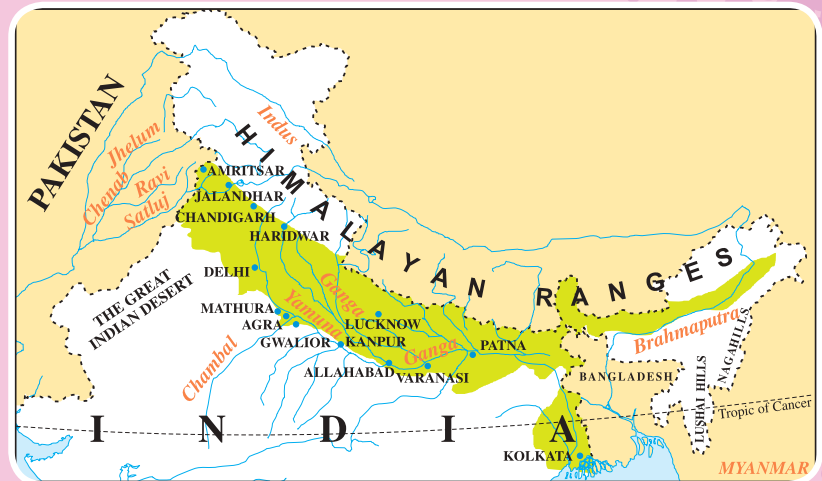 PAKISTAN
Jhelum
Chenab
Ravi
Satluj
Indus
HIMALAYAN RANGES
AMRITSAR
JALANDHAR
CHANDIGARH
HARIDWAR
DELHI
THE GREAT
INDIAN DESERT
MATHURA
AGRA
GWALIOR
Yamuna
Ganga
LUCKNOW
KANPUR
Ganga
PATNA
ALLAHABAD
VARANASI
Chambal
Brahmaputra
BANGLADESH
LUSHAI HILLS
NAGAHILLS
Tropic of Cancer
INDIA
KOLKATA
MYANMAR